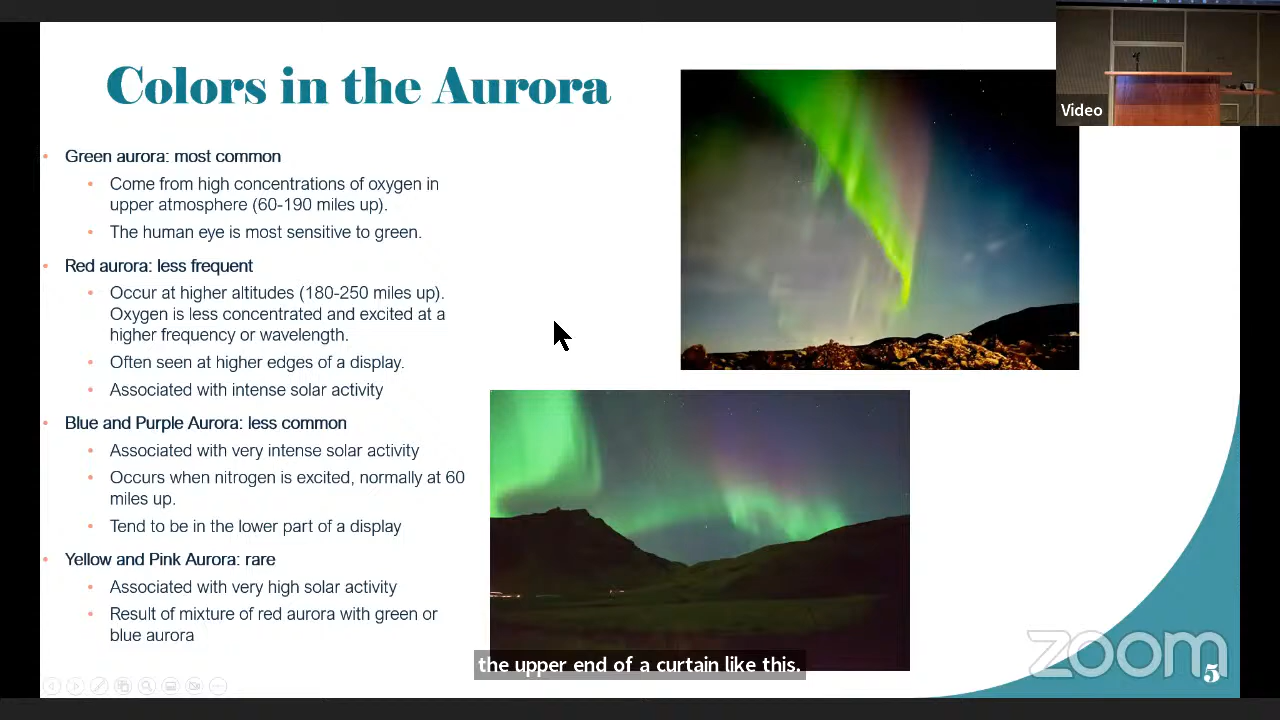 Colors in the Aurora
Video
• Green aurora: most common
• Come from high concentrations of oxygen in
upper atmosphere (60-190 miles up).
• The human eye is most sensitive to green.
• Red aurora: less frequent
• Occur at higher altitudes (180-250 miles up).
Oxygen is less concentrated and excited at a
higher frequency or wavelength.
• Often seen at higher edges of a display.
• Associated with intense solar activity
• Blue and Purple Aurora: less common
• Associated with very intense solar activity
• Occurs when nitrogen is excited, normally at 60
miles up.
• Tend to be in the lower part of a display
• Yellow and Pink Aurora: rare
• Associated with very high solar activity
• Result of mixture of red aurora with green or
blue aurora
the upper end of a curtain like this.
zoom
5